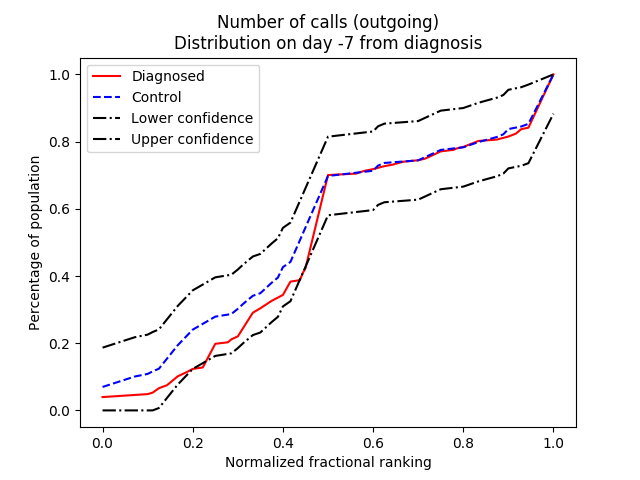 Number of calls (outgoing)
Distribution on day -7 from diagnosis
Diagnosed
Control
Lower confidence
Upper confidence
1.0
0.8
0.6
0.4
0.2
0.0
Percentage of population
0.0 0.2 0.4 0.6 0.8 1.0
Normalized fractional ranking